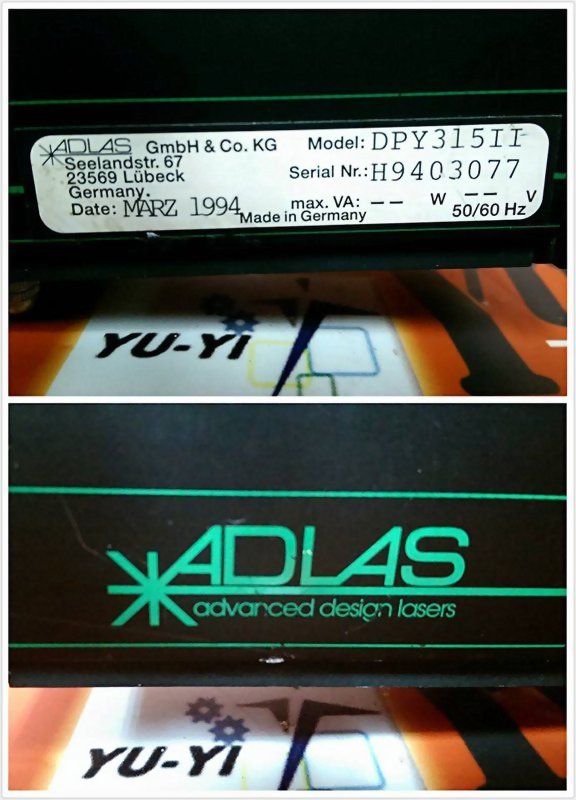 ADLAS GmbH & Co. KG
Seelandstr. 67
23569 Lübeck
Germany.
Date: MARZ 1994
Model: DPY315II
Serial Nr.: H9403077
max. VA: -- W -- V
Made in Germany 50/60 Hz
YU-YI
ADLAS
advanced design lasers
YU-YI